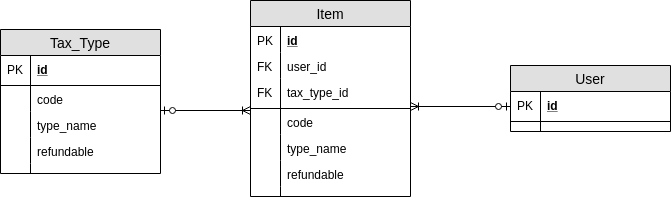 Tax_Type
PK id
code
type_name
refundable
Item
PK id
FK user_id
FK tax_type_id
code
type_name
refundable
User
PK id